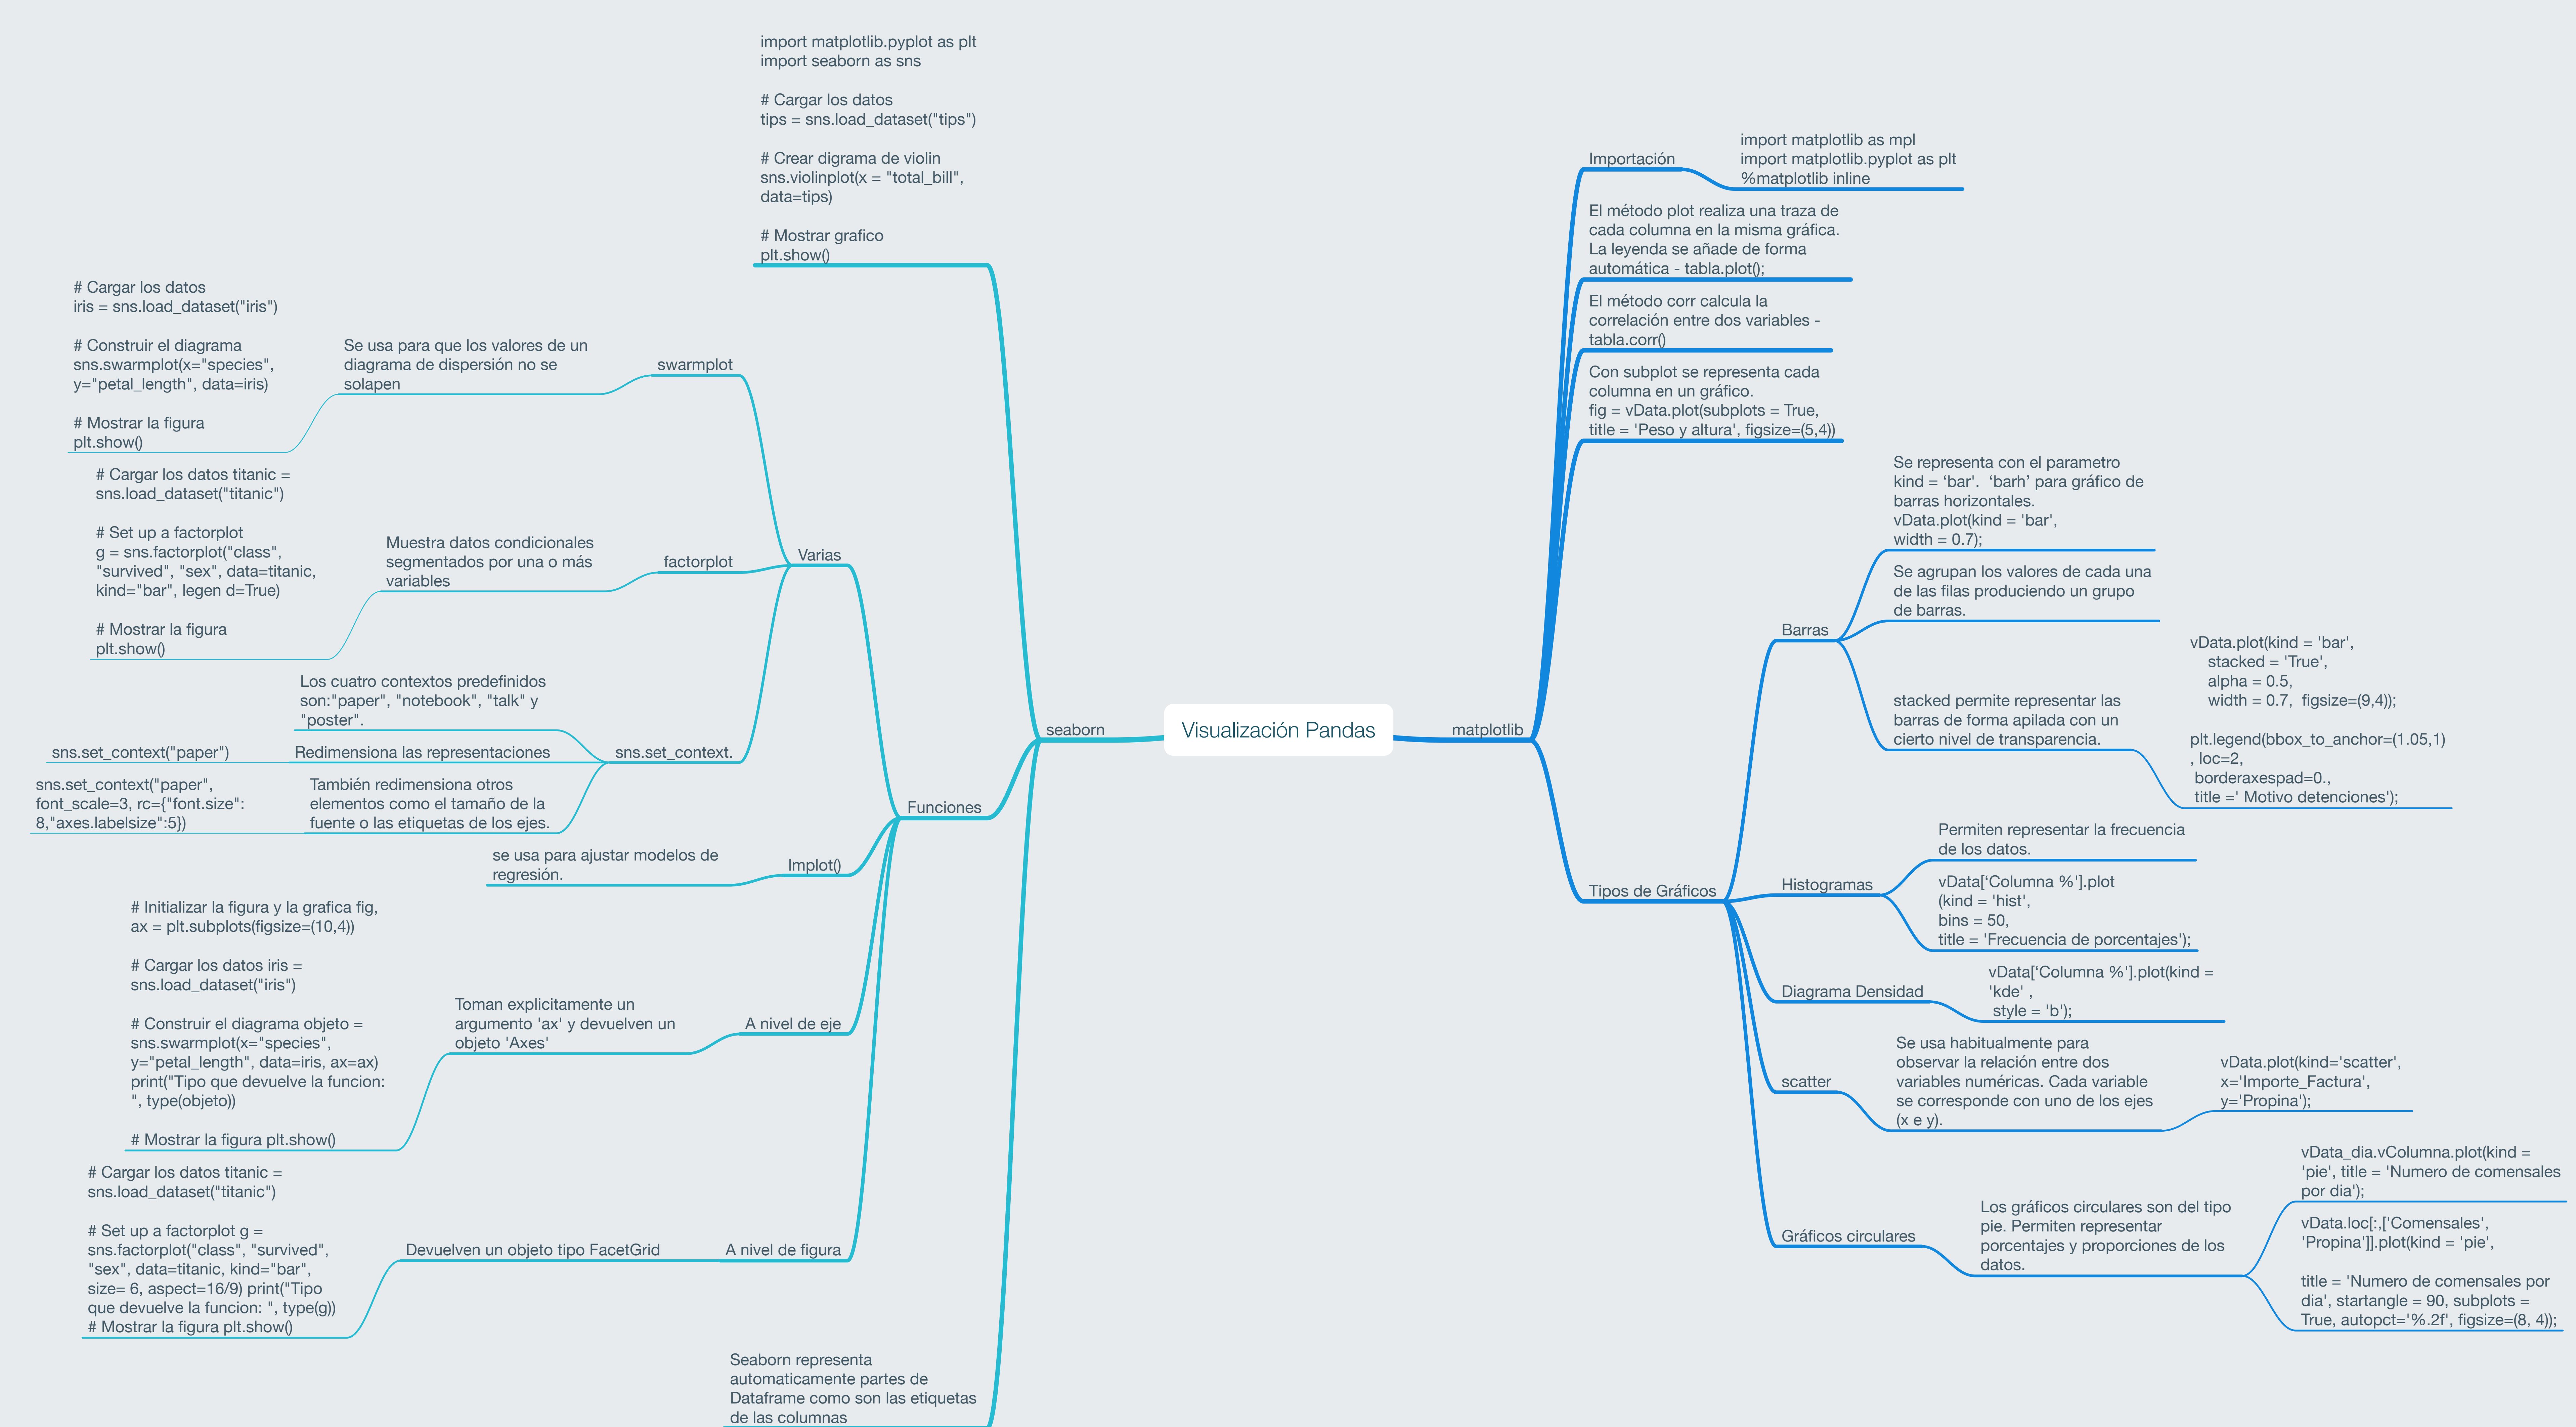 Visualización Pandas
seaborn
import matplotlib.pyplot as plt
import seaborn as sns
# Cargar los datos
tips = sns.load_dataset("tips")
# Crear digrama de violin
sns.violinplot(x = "total_bill",
data=tips)
# Mostrar grafico
plt.show()
Funciones
Varias
swarmplot
Se usa para que los valores de un
diagrama de dispersión no se
solapen
# Cargar los datos
iris = sns.load_dataset("iris")
# Construir el diagrama
sns.swarmplot(x="species",
y="petal_length", data=iris)
# Mostrar la figura
plt.show()
factorplot
Muestra datos condicionales
segmentados por una o más
variables
# Cargar los datos titanic =
sns.load_dataset("titanic")
# Set up a factorplot
g = sns.factorplot("class",
"survived", "sex", data=titanic,
kind="bar", legen d=True)
# Mostrar la figura
plt.show()
sns.set_context.
Los cuatro contextos predefinidos
son:"paper", "notebook", "talk" y
"poster".
Redimensiona las representaciones
sns.set_context("paper")
También redimensiona otros
elementos como el tamaño de la
fuente o las etiquetas de los ejes.
sns.set_context("paper",
font_scale=3, rc={"font.size":
8,"axes.labelsize":5})
lmplot()
se usa para ajustar modelos de
regresión.
A nivel de eje
Toman explicitamente un
argumento 'ax' y devuelven un
objeto 'Axes'
# Initializar la figura y la grafica fig,
ax = plt.subplots(figsize=(10,4))
# Cargar los datos iris =
sns.load_dataset("iris")
# Construir el diagrama objeto =
sns.swarmplot(x="species",
y="petal_length", data=iris, ax=ax)
print("Tipo que devuelve la funcion:
", type(objeto))
# Mostrar la figura plt.show()
A nivel de figura
Devuelven un objeto tipo FacetGrid
# Cargar los datos titanic =
sns.load_dataset("titanic")
# Set up a factorplot g =
sns.factorplot("class", "survived",
"sex", data=titanic, kind="bar",
size= 6, aspect=16/9) print("Tipo
que devuelve la funcion: ", type(g))
# Mostrar la figura plt.show()
Seaborn representa
automaticamente partes de
Dataframe como son las etiquetas
de las columnas
matplotlib
Importación
import matplotlib as mpl
import matplotlib.pyplot as plt
%matplotlib inline
El método plot realiza una traza de
cada columna en la misma gráfica.
La leyenda se añade de forma
automática - tabla.plot();
El método corr calcula la
correlación entre dos variables -
tabla.corr()
Con subplot se representa cada
columna en un gráfico.
fig = vData.plot(subplots = True,
title = 'Peso y altura', figsize=(5,4))
Tipos de Gráficos
Barras
Se representa con el parametro
kind = ‘bar'.  ‘barh’ para gráfico de
barras horizontales.
vData.plot(kind = 'bar',
width = 0.7);
Se agrupan los valores de cada una
de las filas produciendo un grupo
de barras.
stacked permite representar las
barras de forma apilada con un
cierto nivel de transparencia.
vData.plot(kind = 'bar',
stacked = 'True',
alpha = 0.5,
width = 0.7,  figsize=(9,4));
plt.legend(bbox_to_anchor=(1.05,1)
, loc=2,
borderaxespad=0.,
title =' Motivo detenciones');
Histogramas
Permiten representar la frecuencia
de los datos.
vData[‘Columna %'].plot
(kind = 'hist',
bins = 50,
title = 'Frecuencia de porcentajes');
Diagrama Densidad
vData[‘Columna %'].plot(kind =
'kde' ,
style = 'b');
scatter
Se usa habitualmente para
observar la relación entre dos
variables numéricas. Cada variable
se corresponde con uno de los ejes
(x e y).
vData.plot(kind='scatter',
x='Importe_Factura',
y='Propina');
Gráficos circulares
Los gráficos circulares son del tipo
pie. Permiten representar
porcentajes y proporciones de los
datos.
vData_dia.vColumna.plot(kind =
'pie', title = 'Numero de comensales
por dia');
vData.loc[:,['Comensales',
'Propina']].plot(kind = 'pie',
title = 'Numero de comensales por
dia', startangle = 90, subplots =
True, autopct='%.2f', figsize=(8, 4));